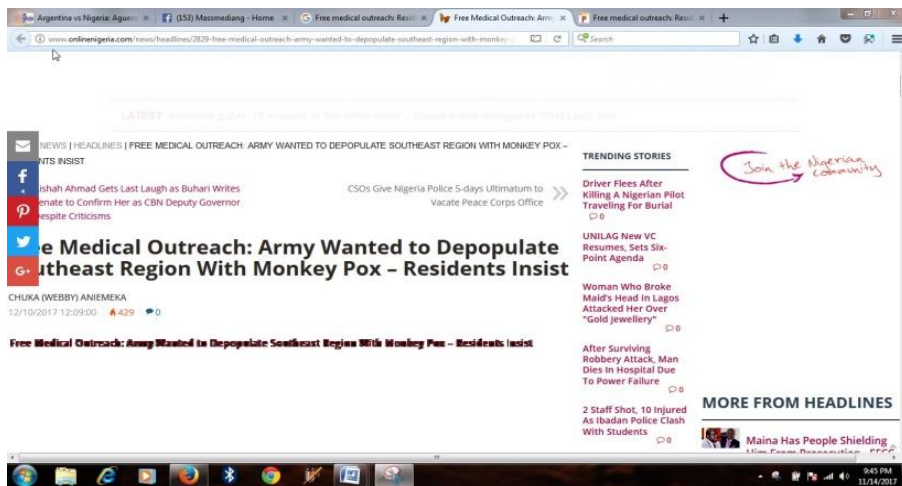 Argentina vs Nigeria: Aguero
(153) Massmediang - Home
Free medical outreach: Resid
Free Medical Outreach: Army
Free medical outreach: Resid
www.onlinenigeria.com/news/headlines/2829-free-medical-outreach-army-wanted-to-depopulate-southeast-region-with-monkey-
Search
LATEST
NEWS | HEADLINES | FREE MEDICAL OUTREACH: ARMY WANTED TO DEPOPULATE SOUTHEAST REGION WITH MONKEY POX –
NTS INSIST
ishah Ahmad Gets Last Laugh as Buhari Writes
enate to Confirm Her as CBN Deputy Governor
espite Criticisms
CSOs Give Nigeria Police 5-days Ultimatum to
Vacate Peace Corps Office
e Medical Outreach: Army Wanted to Depopulate
utheast Region With Monkey Pox – Residents Insist
CHUKA (WEBBY) ANIEMEKA
12/10/2017 12:09:00 429 0
Free Medical Outreach: Army Wanted to Depopulate Southeast Region With Monkey Pox – Residents Insist
TRENDING STORIES
Driver Flees After
Killing A Nigerian Pilot
Traveling For Burial
0
UNILAG New VC
Resumes, Sets Six-
Point Agenda
0
Woman Who Broke
Maid's Head In Lagos
Attacked Her Over
"Gold Jewellery"
0
After Surviving
Robbery Attack, Man
Dies In Hospital Due
To Power Failure
0
2 Staff Shot, 10 Injured
As Ibadan Police Clash
With Students
0
Join the Nigerian
community
MORE FROM HEADLINES
Maina Has People Shielding
Him From Prosecution - EFCC
9:45 PM
11/14/2017